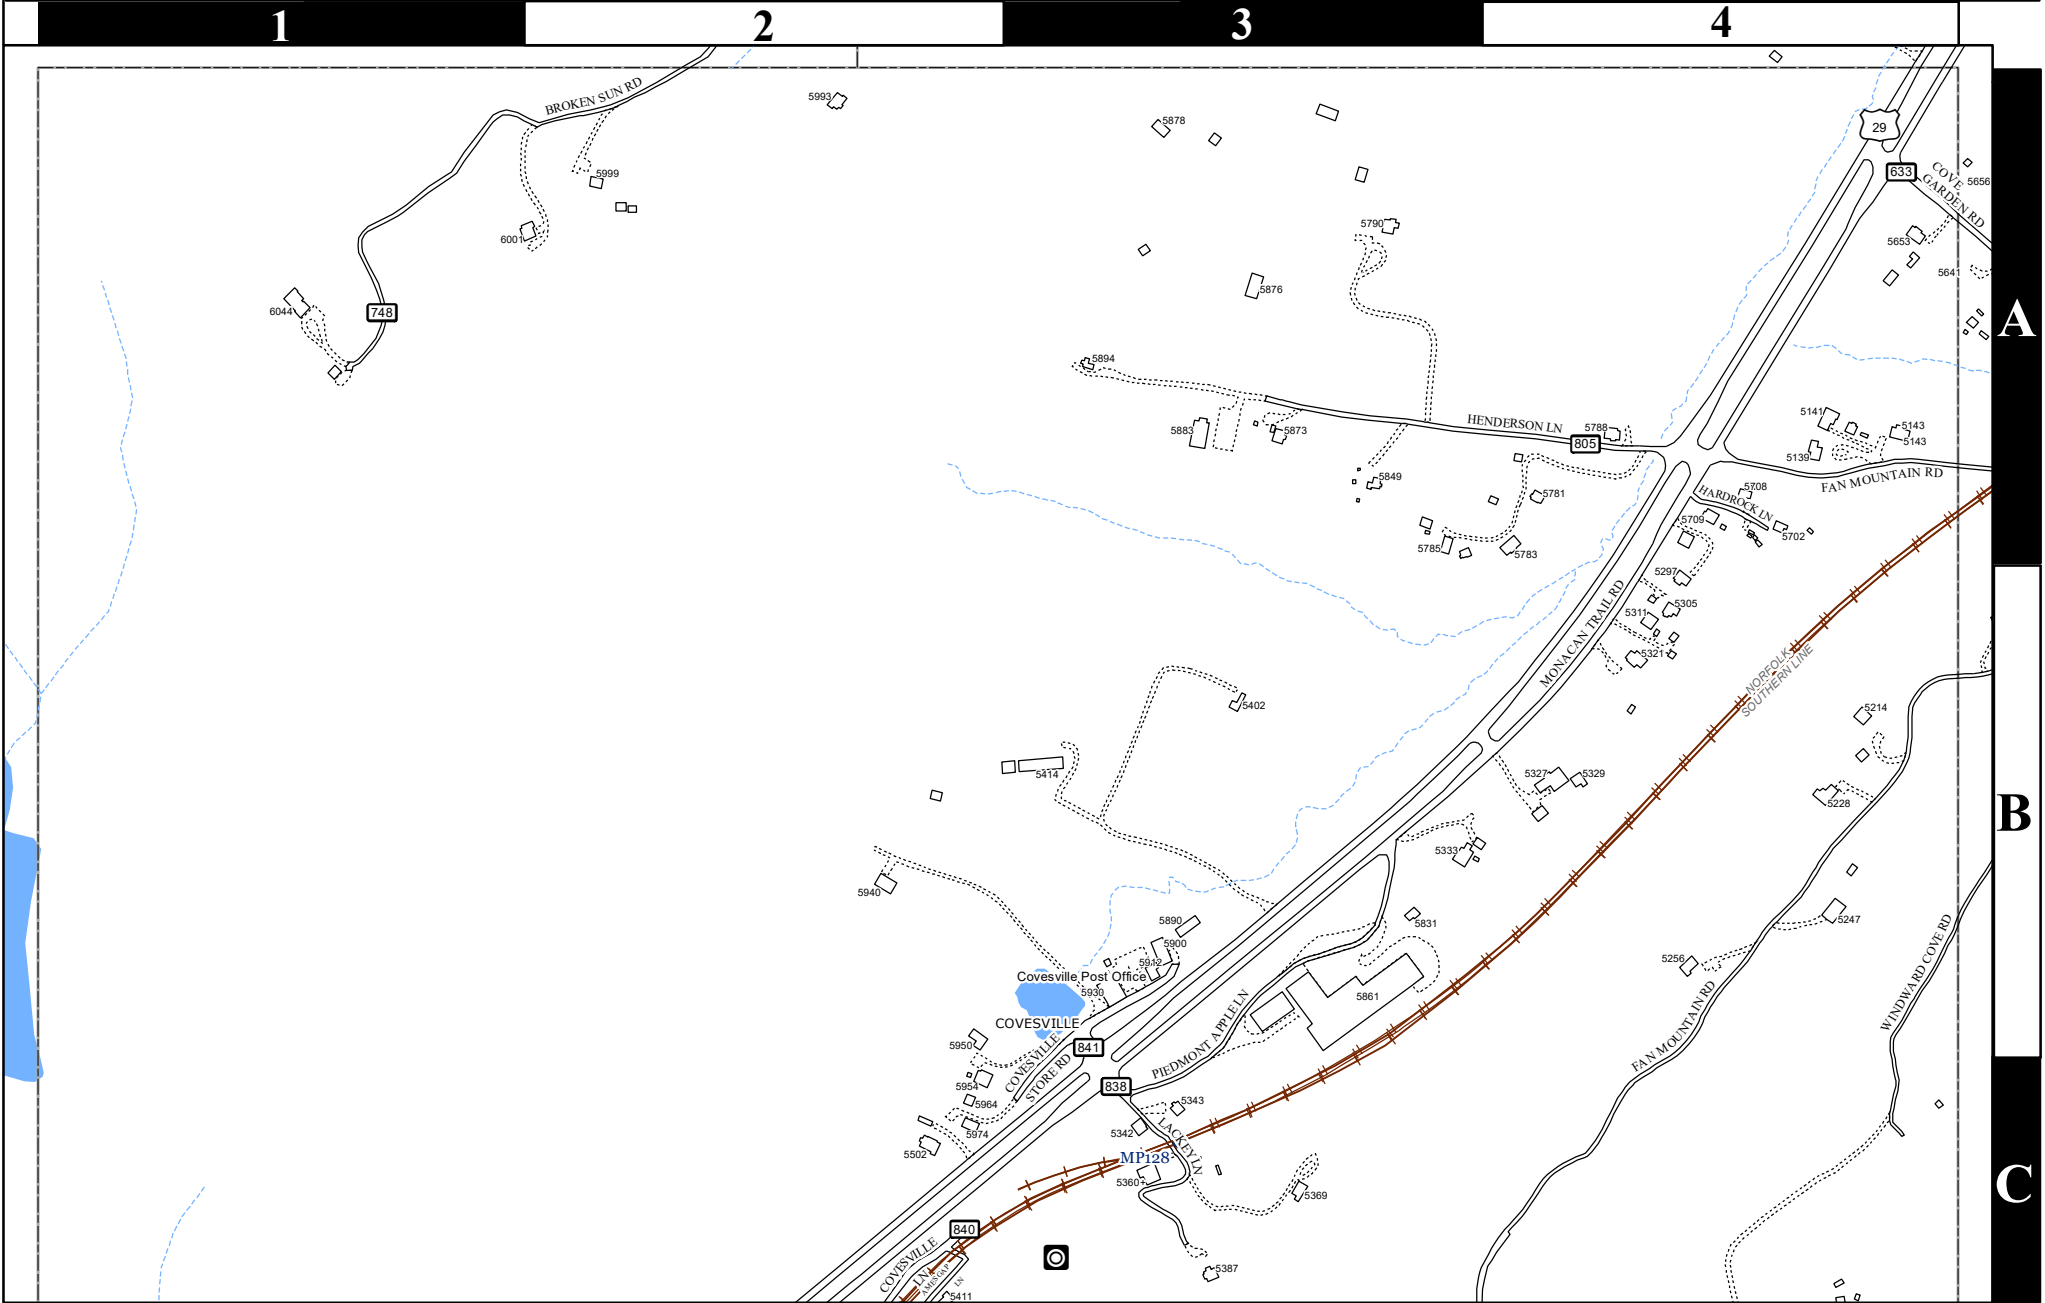 1 2 3 4
BROKEN SUN RD
5993
5878
29
633
COVE
GARDEN RD
5656
5999
6001
5790
5653
5641
5876
6044
748
A
5894
HENDERSON LN
5788
805
5141
5143
5143
5139
5883
5873
5849
FAN MOUNTAIN RD
5708
HARDROCK LN
5709
5702
5781
5785
5783
5297
5305
5311
5321
MONACAN TRAIL RD
NORFOLK
SOUTHERN LINE
5402
5214
5414
5327
5329
5228
B
5333
5940
5890
5831
5247
5900
5912
Covesville Post Office
5930
5861
5256
COVESVILLE
WINDWARD COVE RD
5950
841
COVESVILLE
STORE RD
PIEDMONT APPLE LN
FAN MOUNTAIN RD
5954
838
5964
5343
5974
5342
LACKEY LN
5502
MP128
5360+
5369
C
840
COVESVILLE
LN
AMES GAP
LN
5387
5411